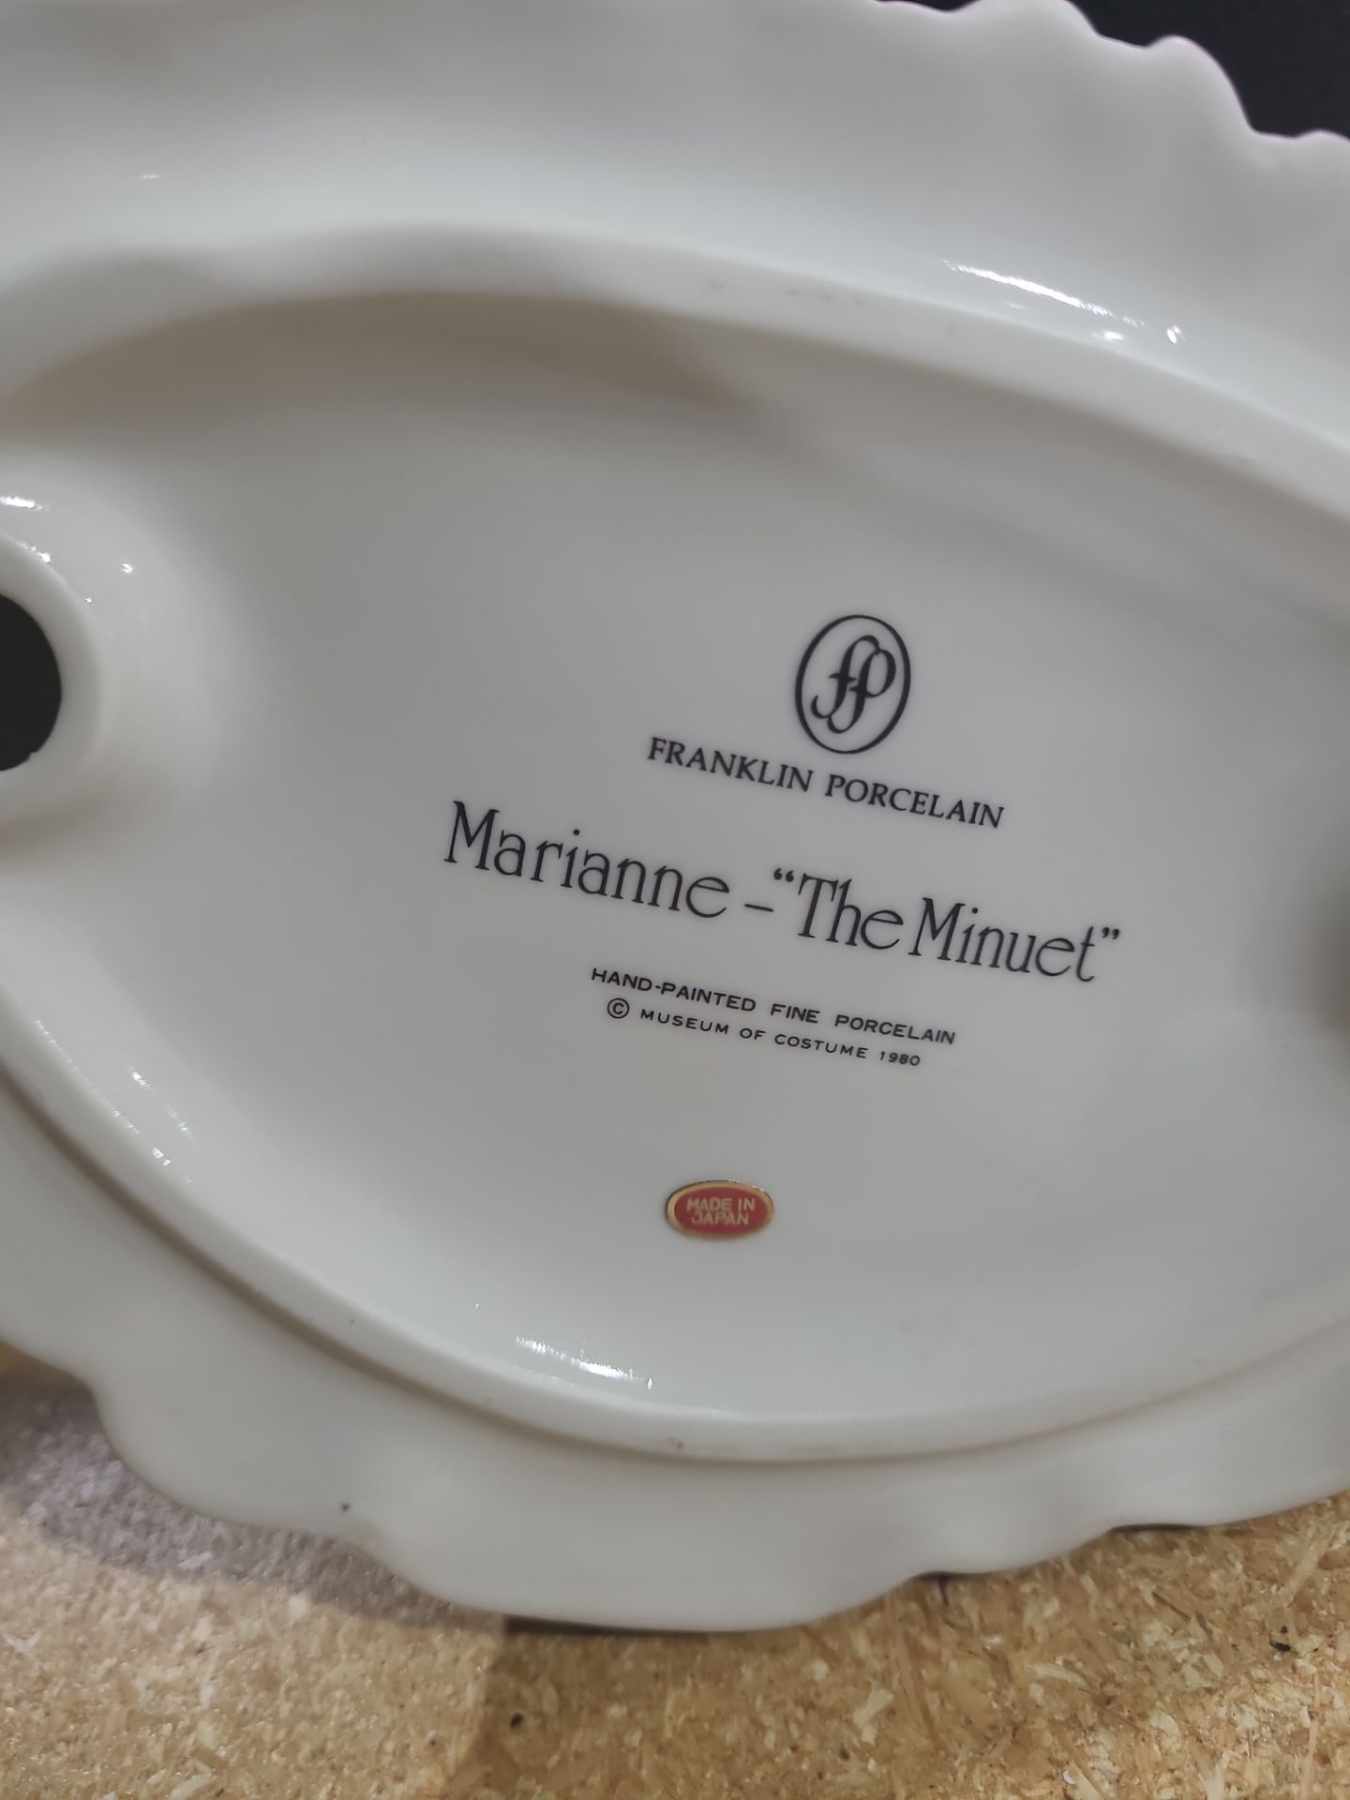 fp
FRANKLIN PORCELAIN
Marianne – “The Minuet”
HAND-PAINTED FINE PORCELAIN
© MUSEUM OF COSTUME 1980
MADE IN
JAPAN